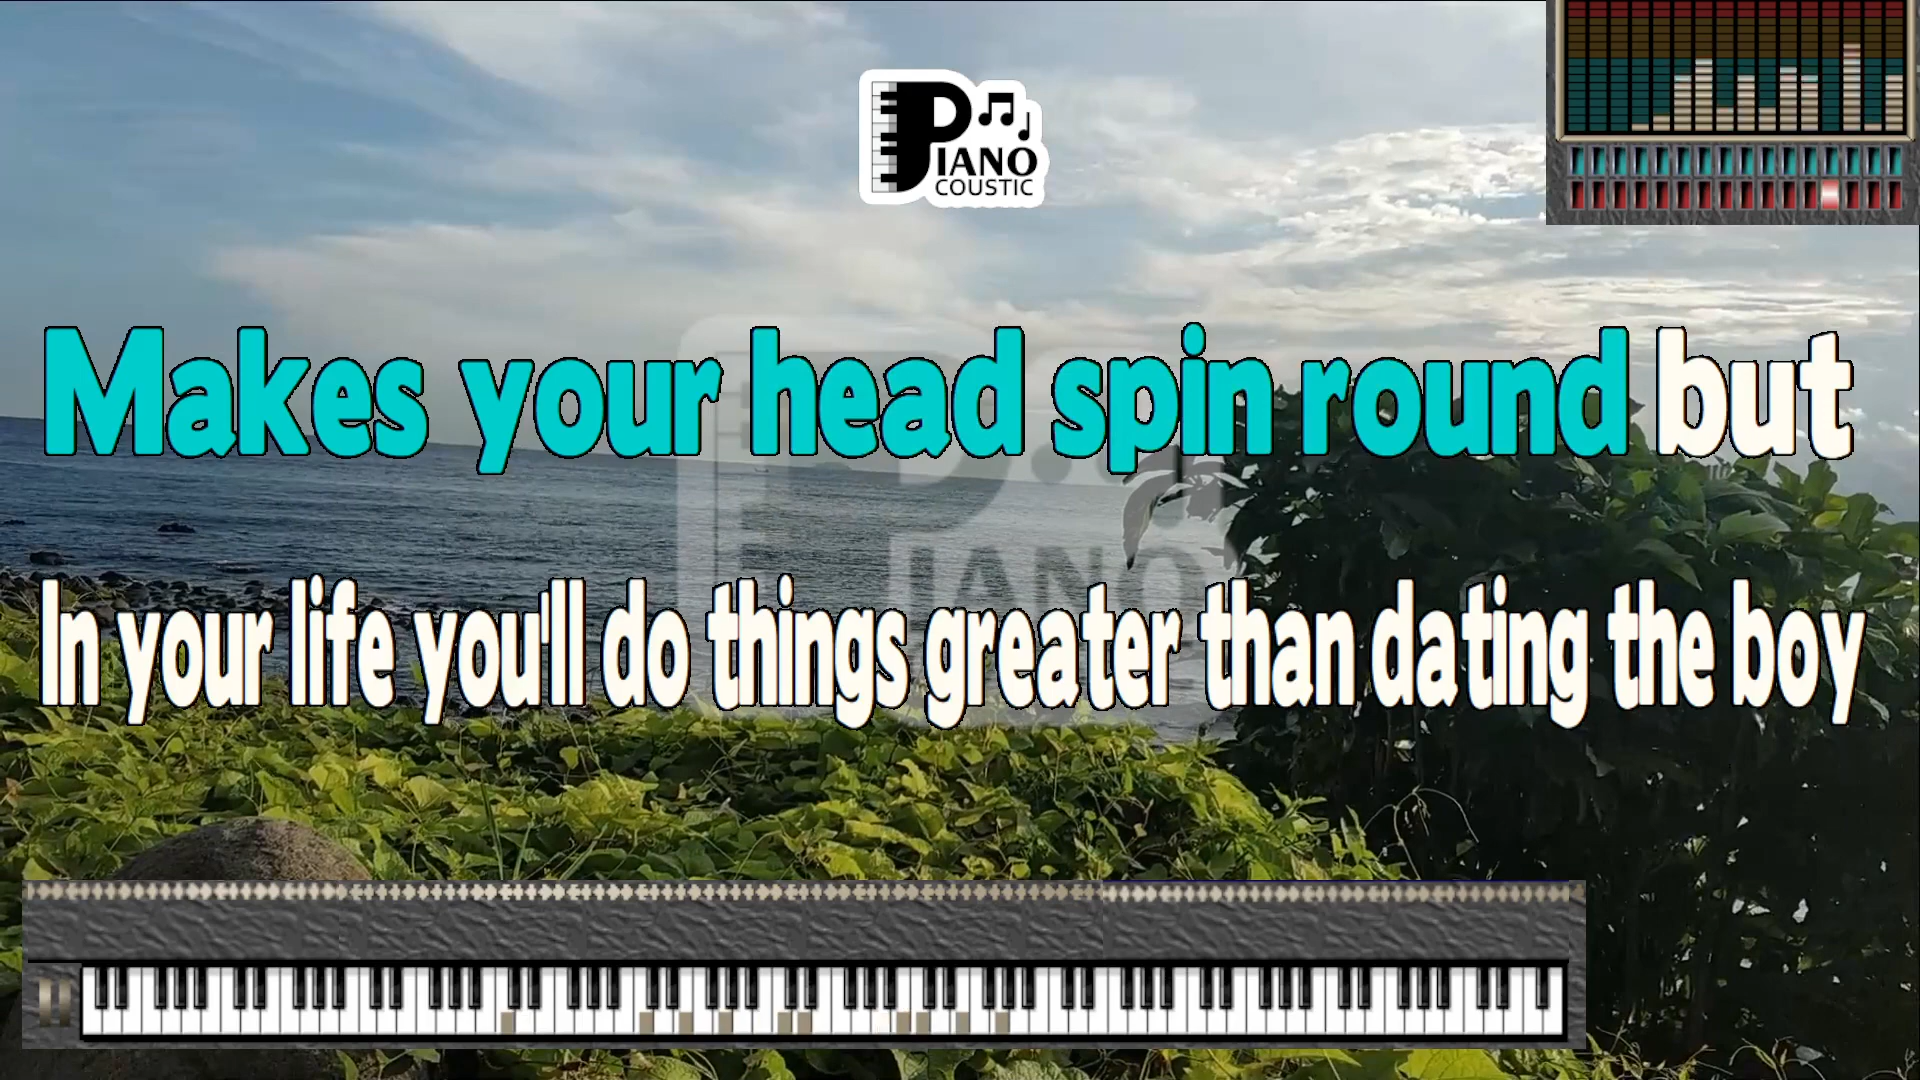 PIANO
COUSTIC
Makes your head spin round but
PIANO
In your life you'll do things greater than dating the boy